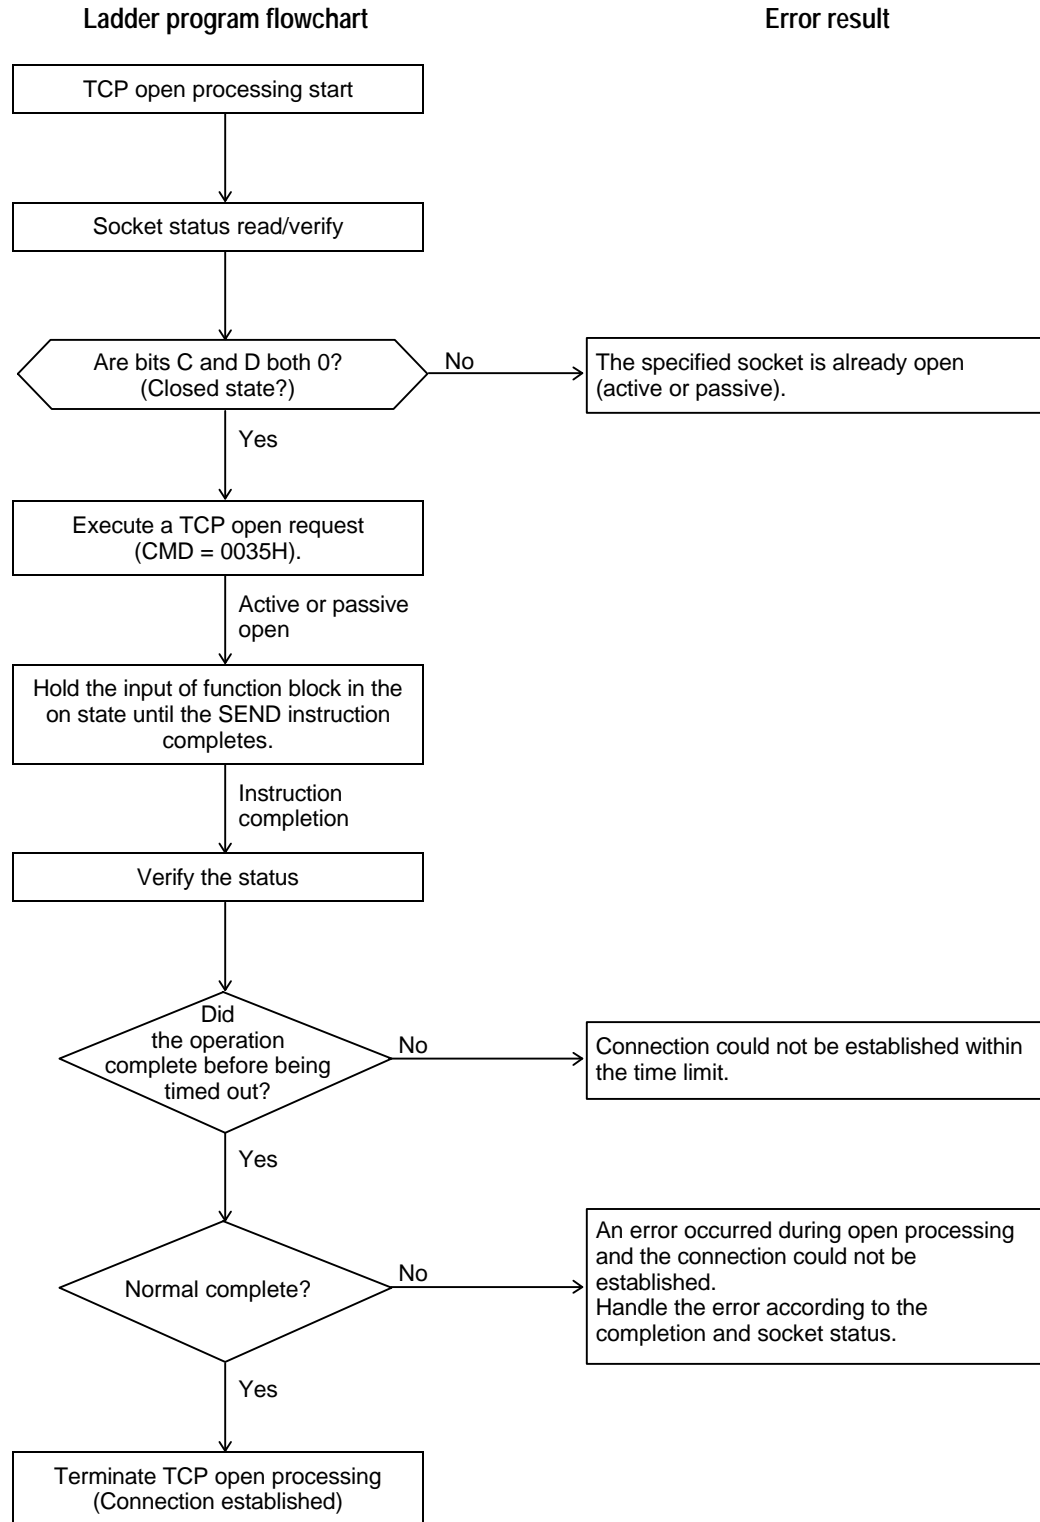 Ladder program flowchart
Error result
TCP open processing start
Socket status read/verify
Are bits C and D both 0?
(Closed state?)
No
The specified socket is already open
(active or passive).
Yes
Execute a TCP open request
(CMD = 0035H).
Active or passive
open
Hold the input of function block in the
on state until the SEND instruction
completes.
Instruction
completion
Verify the status
Did
the operation
complete before being
timed out?
No
Connection could not be established within
the time limit.
Yes
Normal complete?
No
An error occurred during open processing
and the connection could not be
established.
Handle the error according to the
completion and socket status.
Yes
Terminate TCP open processing
(Connection established)